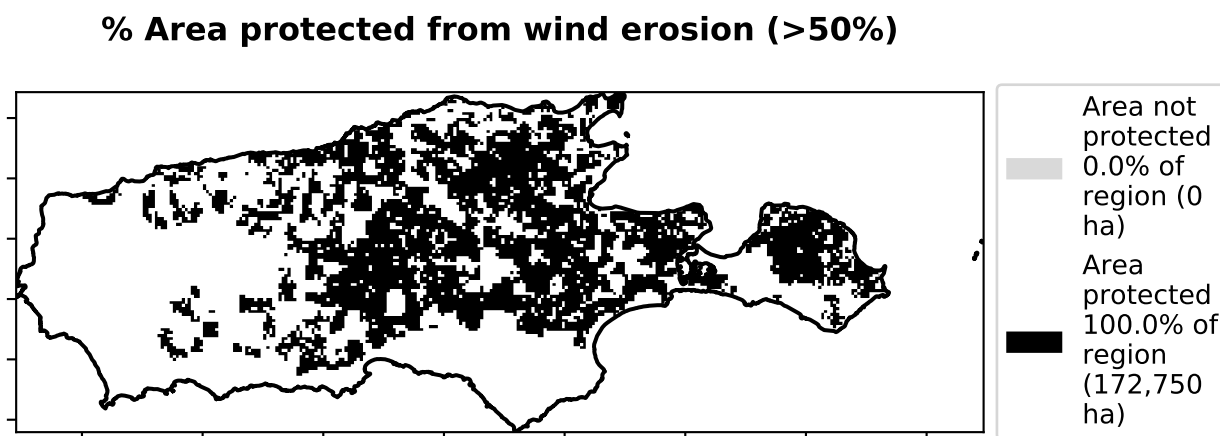 % Area protected from wind erosion (>50%)
Area not
protected
0.0% of
region (0
ha)
Area
protected
100.0% of
region
(172,750
ha)